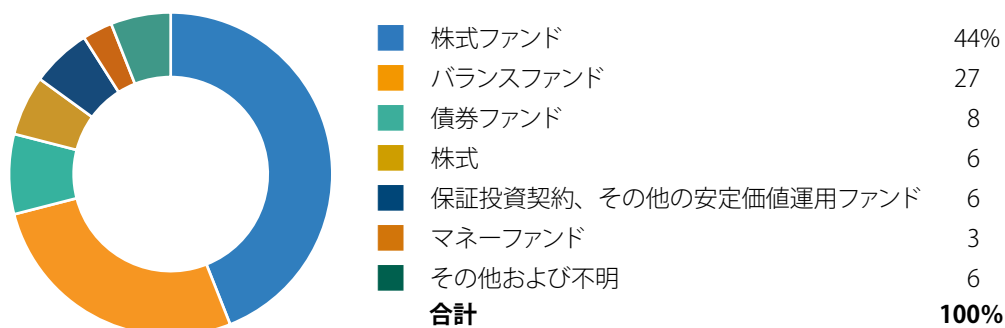 株式ファンド 44%
バランスファンド 27
債券ファンド 8
株式 6
保証投資契約、その他の安定価値運用ファンド 6
マネーファンド 3
その他および不明 6
合計 100%